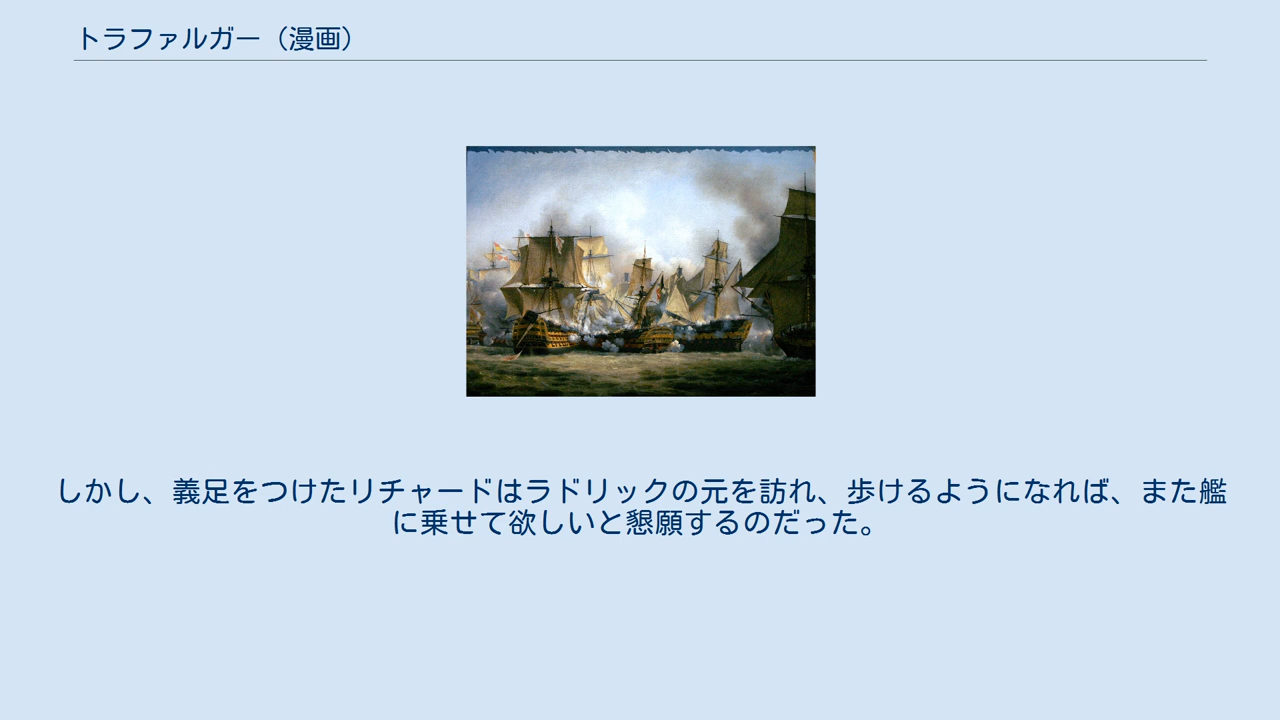 トラファルガー（漫画）
しかし、義足をつけたリチャードはラドリックの元を訪れ、歩けるようになれば、また艦
に乗せて欲しいと懇願するのだった。